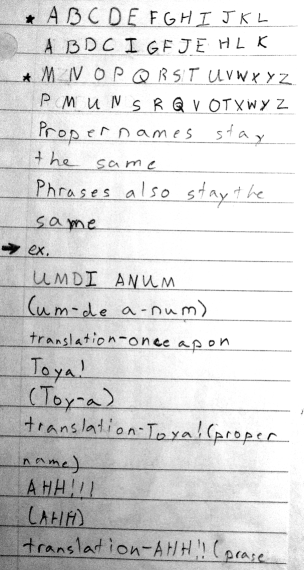 ★ A B C D E F G H I J K L
A B D C I G F J E H L K
★ M N O P Q R S T U V W X Y Z
P M U N S R Q V O T X W Y Z
Proper names stay
the same
Phrases also stay the
same
→ ex.
UMDI ANUM
(um-de a-num)
translation-once apon
Toya!
(Toy-a)
translation-Toya!(proper
name)
AHH!!!
(AHH)
translation-AHH!!(prase